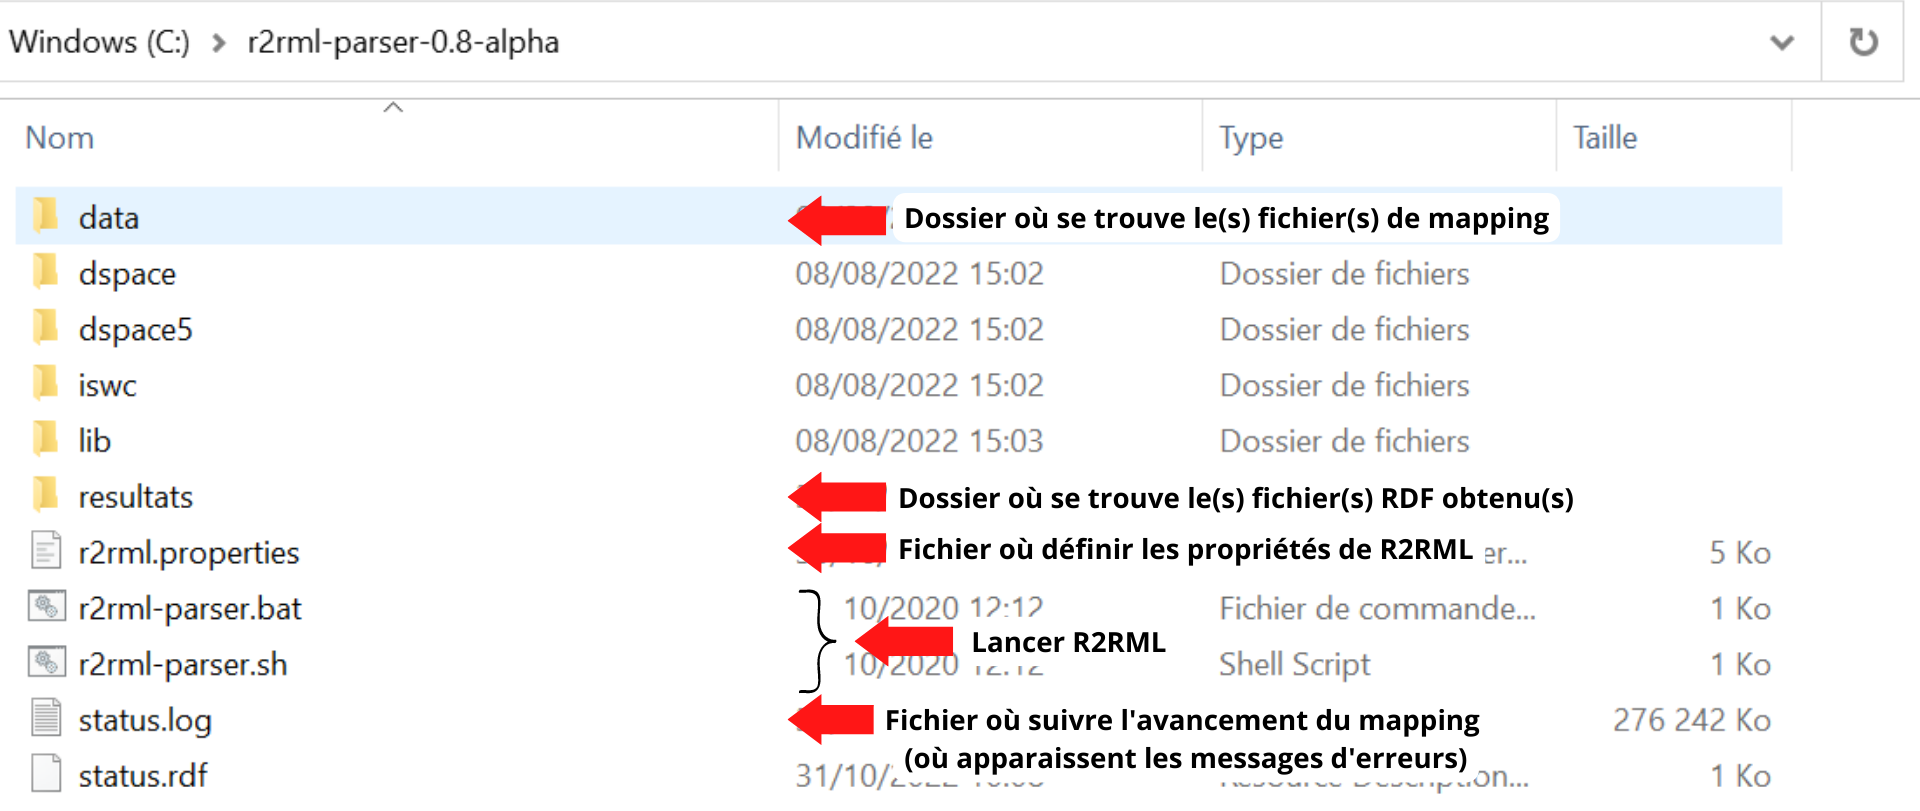 Windows (C:) > r2rml-parser-0.8-alpha
Nom Modifié le Type Taille
data Dossier où se trouve le(s) fichier(s) de mapping
dspace 08/08/2022 15:02 Dossier de fichiers
dspace5 08/08/2022 15:02 Dossier de fichiers
iswc 08/08/2022 15:02 Dossier de fichiers
lib 08/08/2022 15:03 Dossier de fichiers
resultats Dossier où se trouve le(s) fichier(s) RDF obtenu(s)
r2rml.properties Fichier où définir les propriétés de R2RML er... 5 Ko
r2rml-parser.bat 10/2020 12:12 Fichier de commande... 1 Ko
Lancer R2RML
r2rml-parser.sh 10/2020 12:12 Shell Script 1 Ko
status.log Fichier où suivre l'avancement du mapping 276 242 Ko
(où apparaissent les messages d'erreurs)
status.rdf 31/10/ 1 Ko